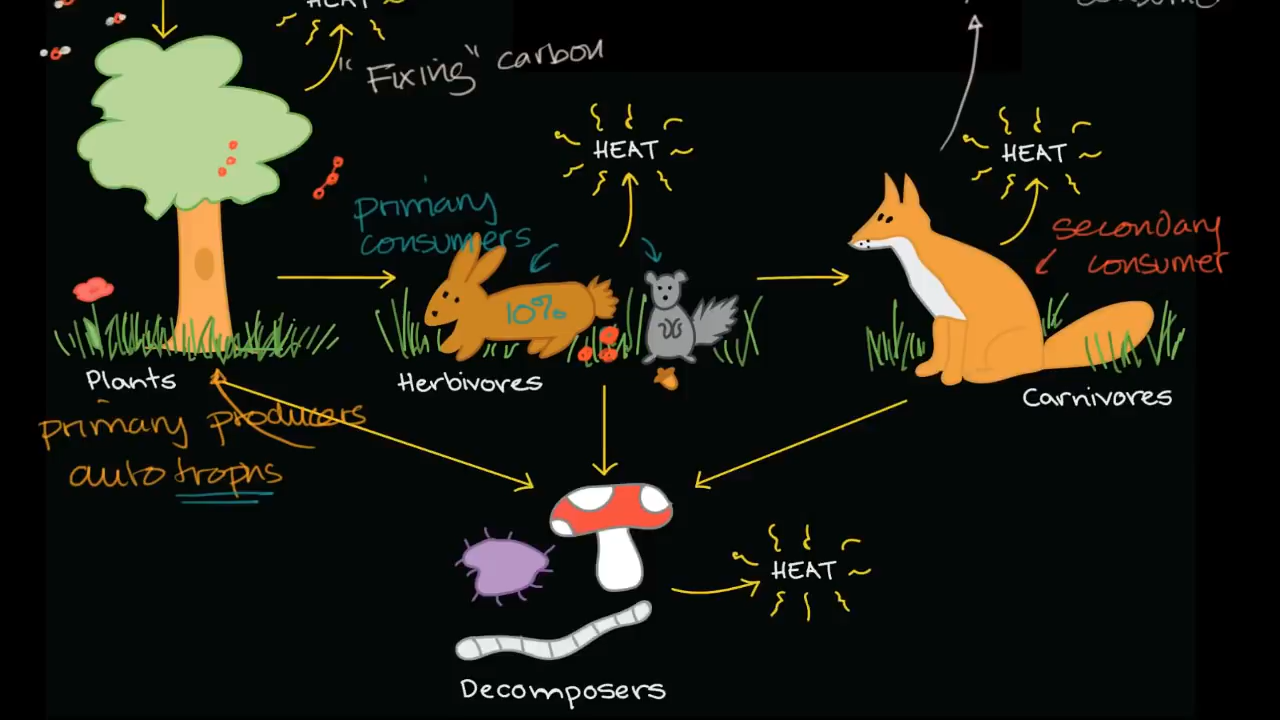 HEAT
"Fixing" carbon
HEAT
HEAT
primary
consumers
secondary
consumer
10%
Plants
Herbivores
Carnivores
primary producers
autotrophs
HEAT
Decomposers